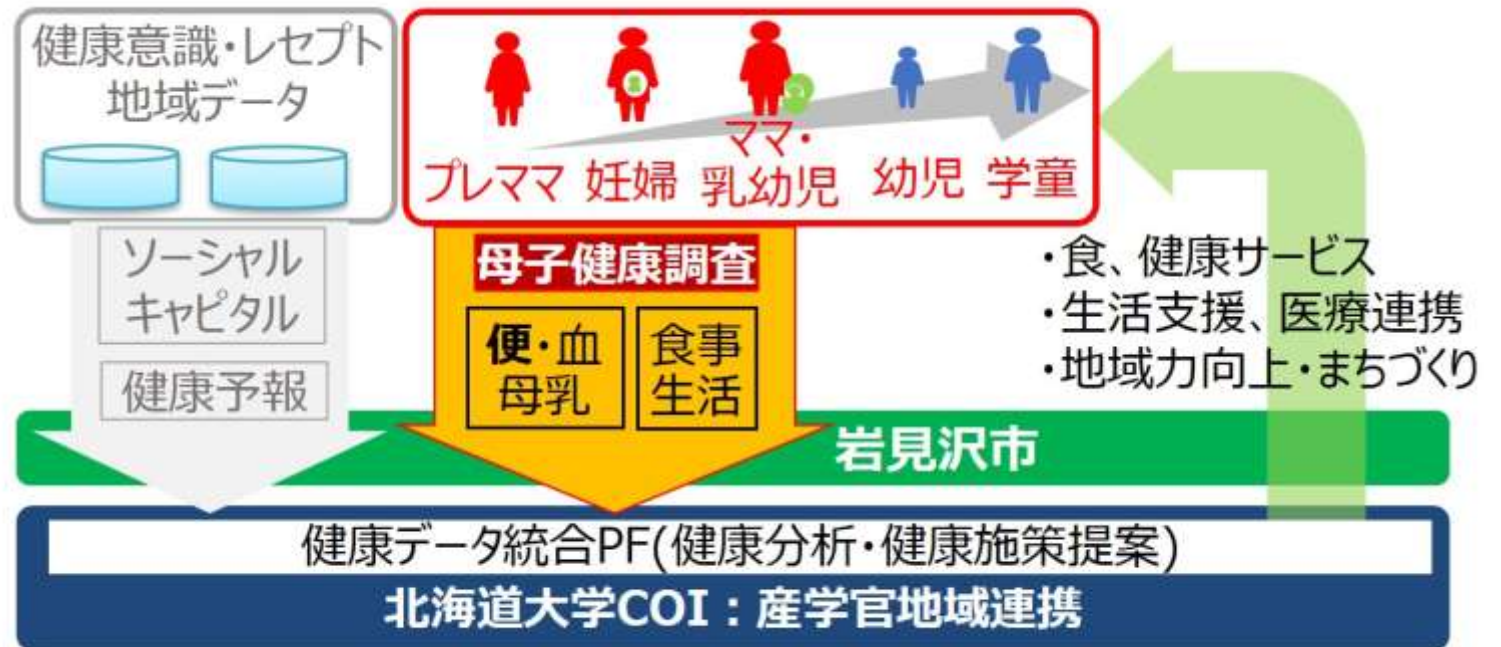 健康意識・レセプト
地域データ
プレママ
妊婦
ママ・
乳幼児
幼児
学童
ソーシャル
キャピタル
健康予報
母子健康調査
便・血
母乳
食事
生活
・食、健康サービス
・生活支援、医療連携
・地域力向上・まちづくり
岩見沢市
健康データ統合PF(健康分析・健康施策提案)
北海道大学COI：産学官地域連携